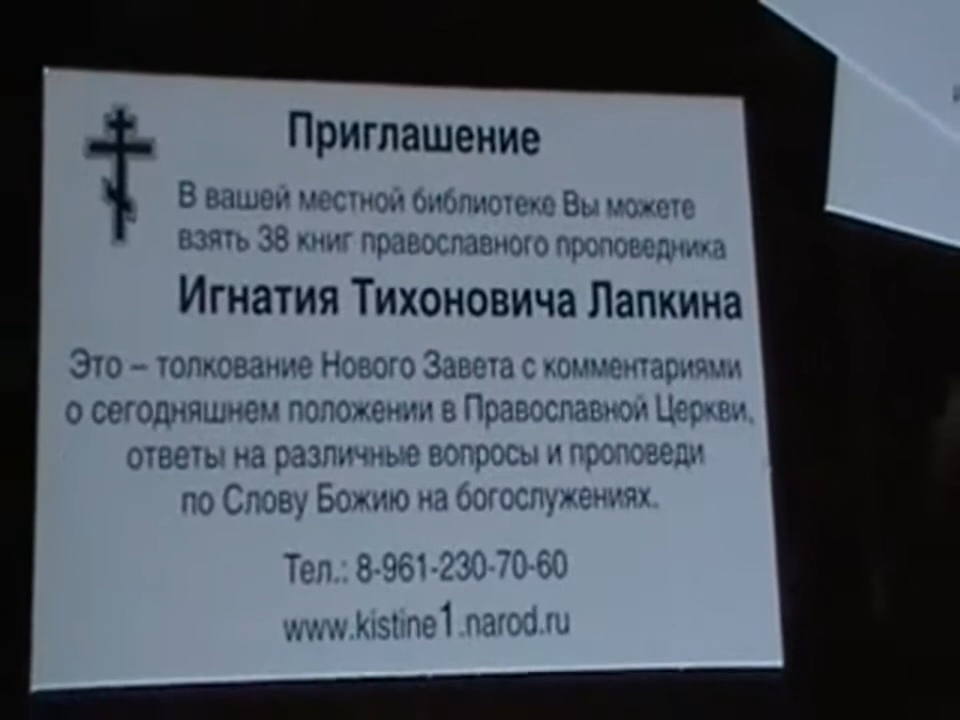 Приглашение
В вашей местной библиотеке Вы можете
взять 38 книг православного проповедника
Игнатия Тихоновича Лапкина
Это – толкование Нового Завета с комментариями
о сегодняшнем положении в Православной Церкви,
ответы на различные вопросы и проповеди
по Слову Божию на богослужениях.
Тел.: 8-961-230-70-60
www.kistine1.narod.ru